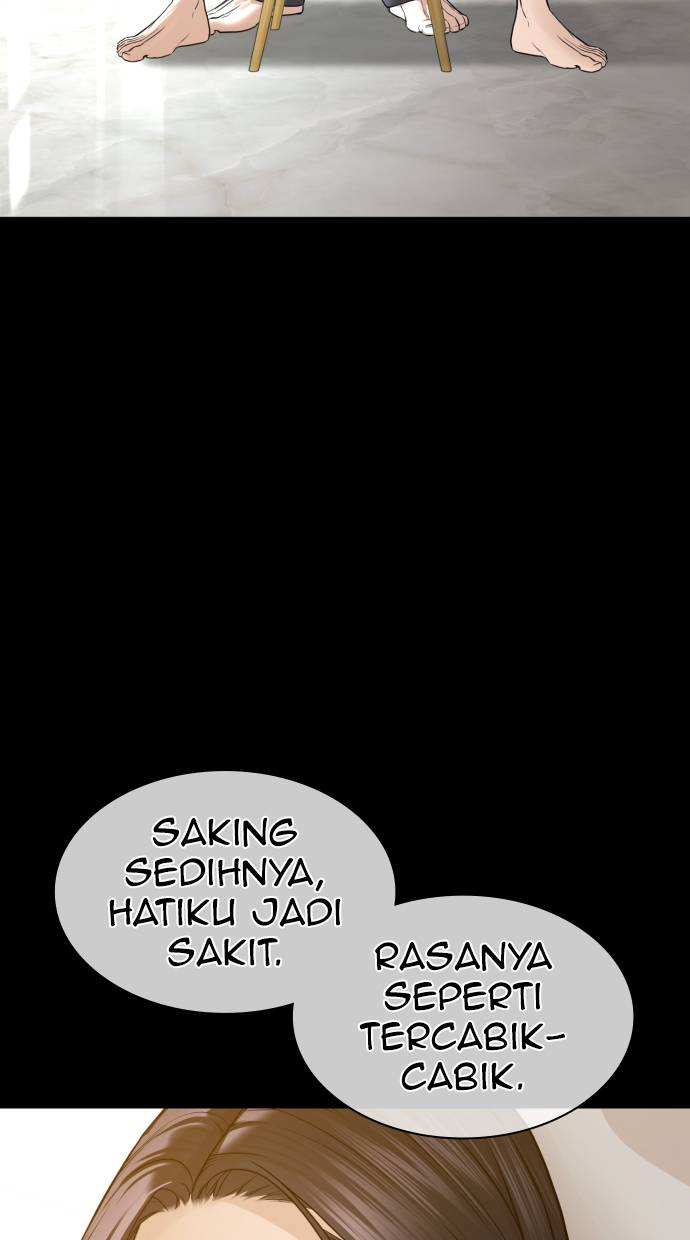 SAKING
SEDIHNYA,
HATIKU JADI
SAKIT.
RASANYA
SEPERTI
TERCABIK-
CABIK.